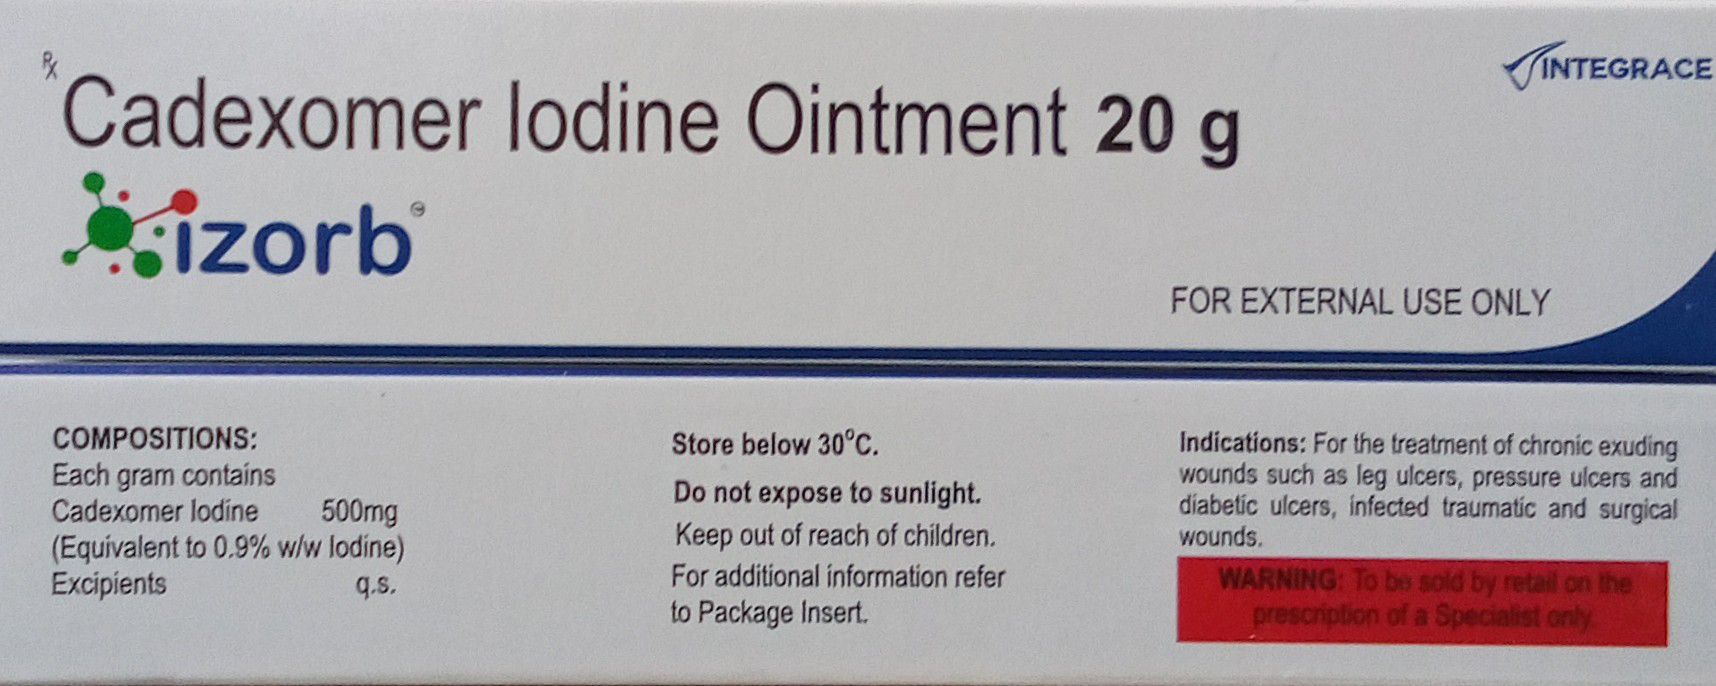 Rx
Cadexomer Iodine Ointment 20 g
INTEGRACE
izorb
FOR EXTERNAL USE ONLY
COMPOSITIONS:
Each gram contains
Cadexomer Iodine 500mg
(Equivalent to 0.9% w/w Iodine)
Excipients q.s.
Store below 30°C.
Do not expose to sunlight.
Keep out of reach of children.
For additional information refer
to Package Insert.
Indications: For the treatment of chronic exuding
wounds such as leg ulcers, pressure ulcers and
diabetic ulcers, infected traumatic and surgical
wounds.
WARNING: To be sold by retail on the
prescription of a Specialist only.